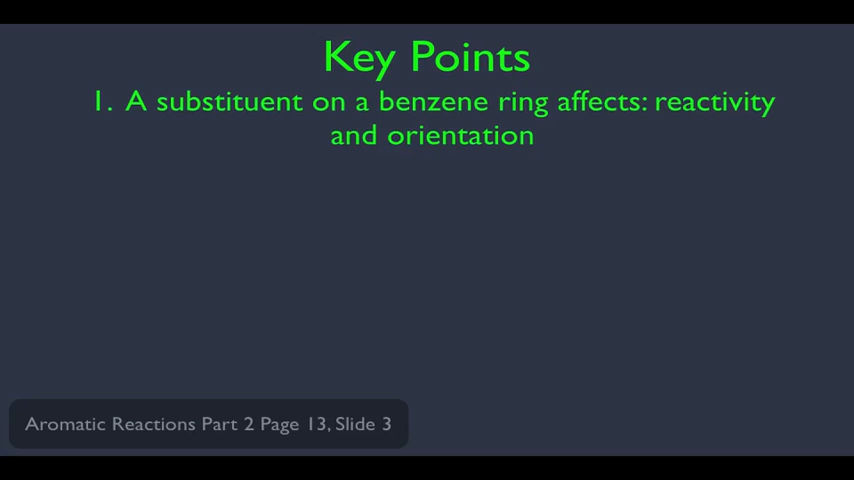 Key Points
1. A substituent on a benzene ring affects: reactivity
and orientation
Aromatic Reactions Part 2 Page 13, Slide 3